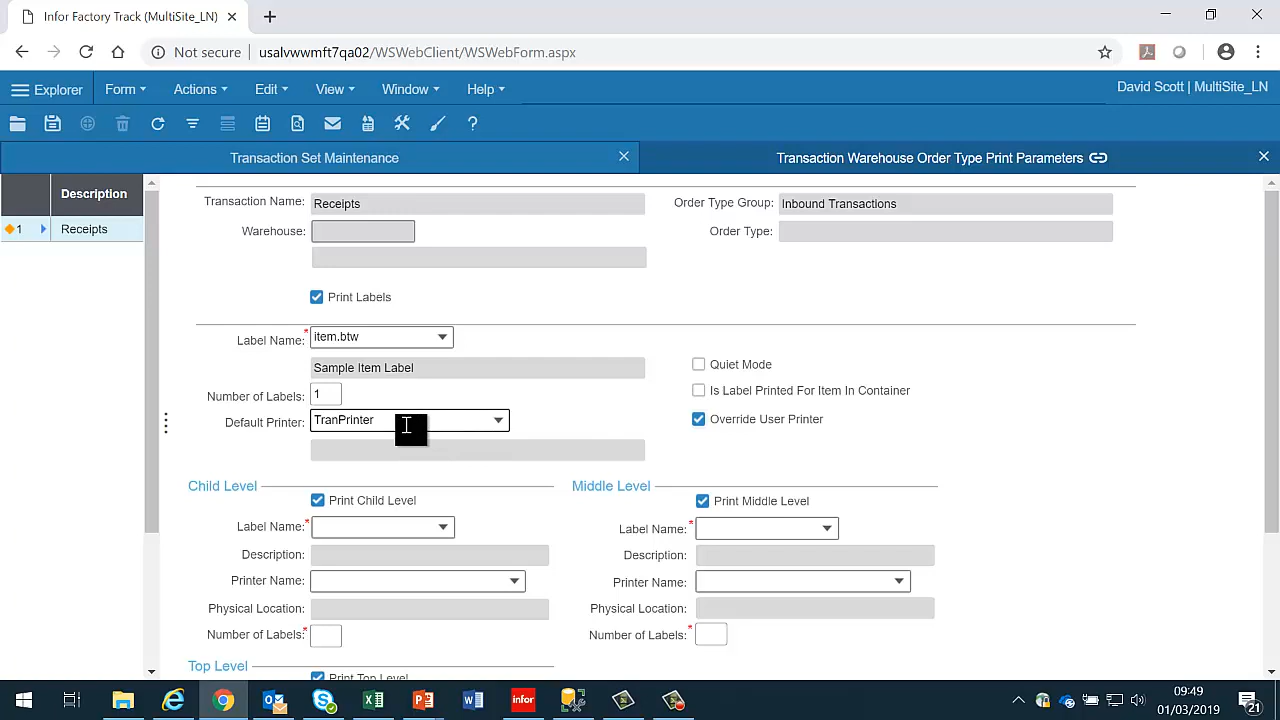 Infor Factory Track (MultiSite_LN)
Not secure usalvwwmft7qa02/WSWebClient/WSWebForm.aspx
Explorer Form Actions Edit View Window Help David Scott | MultiSite_LN
Transaction Set Maintenance Transaction Warehouse Order Type Print Parameters
Description
1 Receipts
Transaction Name: Receipts Order Type Group: Inbound Transactions
Warehouse: Order Type:
Print Labels
Label Name: * item.btw
Sample Item Label Quiet Mode
Number of Labels: 1 Is Label Printed For Item In Container
Default Printer: TranPrinter Override User Printer
Child Level Middle Level
Print Child Level Print Middle Level
Label Name: * Label Name: *
Description: Description:
Printer Name: Printer Name:
Physical Location: Physical Location:
Number of Labels: * Number of Labels: *
Top Level
Print Top Level
infor 09:49
01/03/2019 21